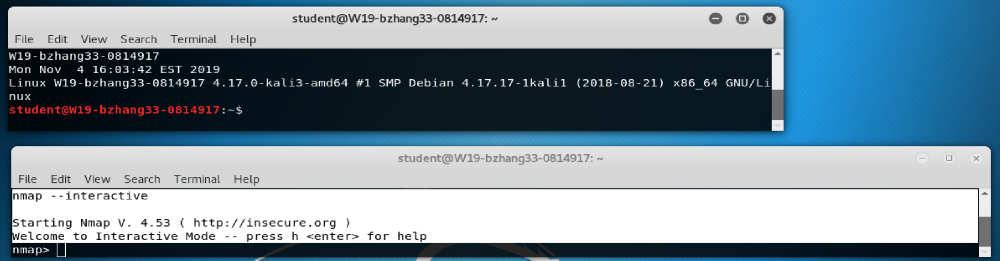 student@W19-bzhang33-0814917: ~
File Edit View Search Terminal Help
W19-bzhang33-0814917
Mon Nov  4 16:03:42 EST 2019
Linux W19-bzhang33-0814917 4.17.0-kali3-amd64 #1 SMP Debian 4.17.17-1kali1 (2018-08-21) x86_64 GNU/Li
nux
student@W19-bzhang33-0814917:~$
student@W19-bzhang33-0814917: ~
File Edit View Search Terminal Help
nmap --interactive
Starting Nmap V. 4.53 ( http://insecure.org )
Welcome to Interactive Mode -- press h <enter> for help
nmap>